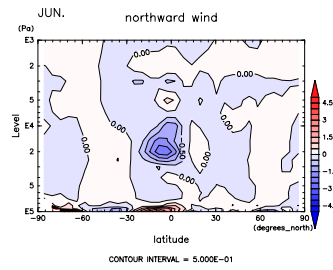 JUN.
northward wind
(Pa)
E3
2
5
E4
2
5
E5
Level
0.00
0.00
0.00
0.00
0.00
0.00
0.00
-0.50
4.5
3
1.5
0
-1.5
-3
-4.5
-90 -60 -30 0 30 60 90
(degrees_north)
latitude
CONTOUR INTERVAL = 5.000E-01